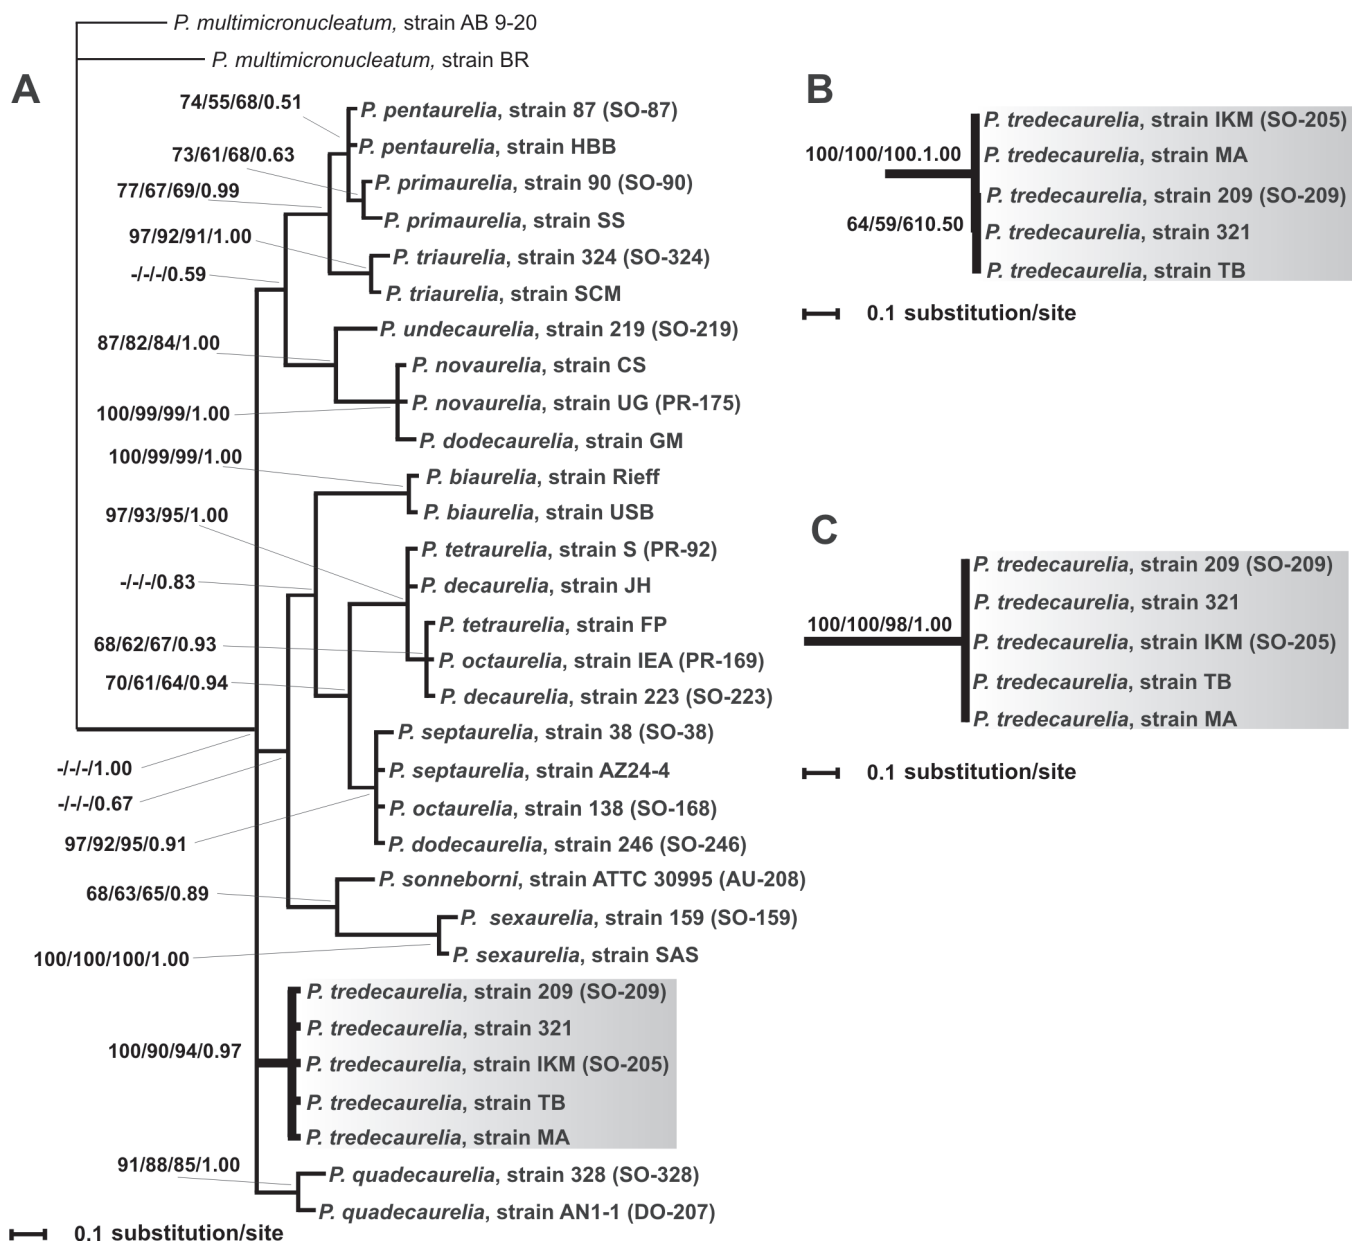 P. multimicronucleatum, strain AB 9-20
P. multimicronucleatum, strain BR
A
74/55/68/0.51
P. pentaurelia, strain 87 (SO-87)
P. pentaurelia, strain HBB
73/61/68/0.63
P. primaurelia, strain 90 (SO-90)
77/67/69/0.99
P. primaurelia, strain SS
97/92/91/1.00
P. triaurelia, strain 324 (SO-324)
-/-/-/0.59
P. triaurelia, strain SCM
P. undecaurelia, strain 219 (SO-219)
87/82/84/1.00
P. novaurelia, strain CS
P. novaurelia, strain UG (PR-175)
100/99/99/1.00
P. dodecaurelia, strain GM
100/99/99/1.00
P. biaurelia, strain Rieff
P. biaurelia, strain USB
97/93/95/1.00
P. tetraurelia, strain S (PR-92)
-/-/-/0.83
P. decaurelia, strain JH
P. tetraurelia, strain FP
68/62/67/0.93
P. octaurelia, strain IEA (PR-169)
70/61/64/0.94
P. decaurelia, strain 223 (SO-223)
P. septaurelia, strain 38 (SO-38)
-/-/-/1.00
P. septaurelia, strain AZ24-4
-/-/-/0.67
P. octaurelia, strain 138 (SO-168)
97/92/95/0.91
P. dodecaurelia, strain 246 (SO-246)
P. sonneborni, strain ATTC 30995 (AU-208)
68/63/65/0.89
P. sexaurelia, strain 159 (SO-159)
P. sexaurelia, strain SAS
100/100/100/1.00
P. tredecaurelia, strain 209 (SO-209)
P. tredecaurelia, strain 321
100/90/94/0.97
P. tredecaurelia, strain IKM (SO-205)
P. tredecaurelia, strain TB
P. tredecaurelia, strain MA
91/88/85/1.00
P. quadecaurelia, strain 328 (SO-328)
P. quadecaurelia, strain AN1-1 (DO-207)
0.1 substitution/site
B
P. tredecaurelia, strain IKM (SO-205)
100/100/100.1.00
P. tredecaurelia, strain MA
P. tredecaurelia, strain 209 (SO-209)
64/59/610.50
P. tredecaurelia, strain 321
P. tredecaurelia, strain TB
0.1 substitution/site
C
P. tredecaurelia, strain 209 (SO-209)
P. tredecaurelia, strain 321
100/100/98/1.00
P. tredecaurelia, strain IKM (SO-205)
P. tredecaurelia, strain TB
P. tredecaurelia, strain MA
0.1 substitution/site